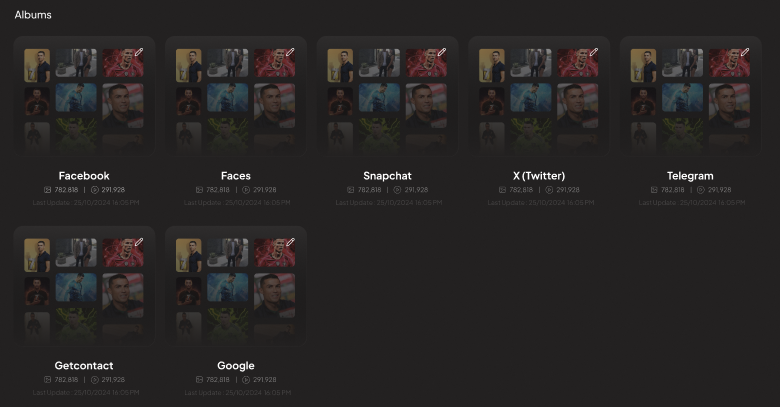 Albums
Facebook Faces Snapchat X (Twitter) Telegram
782,818 | 291,928 782,818 | 291,928 782,818 | 291,928 782,818 | 291,928 782,818 | 291,928
Last Update : 25/10/2024 16:05 PM Last Update : 25/10/2024 16:05 PM Last Update : 25/10/2024 16:05 PM Last Update : 25/10/2024 16:05 PM Last Update : 25/10/2024 16:05 PM
Getcontact Google
782,818 | 291,928 782,818 | 291,928
Last Update : 25/10/2024 16:05 PM Last Update : 25/10/2024 16:05 PM